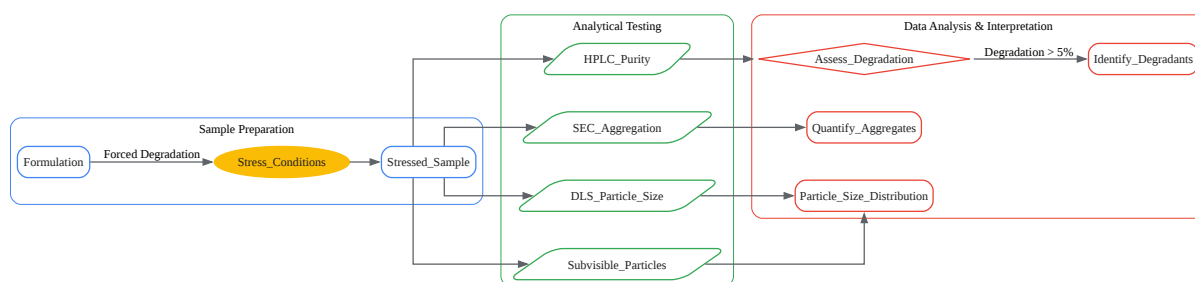 Sample Preparation
Formulation
Forced Degradation
Stress_Conditions
Stressed_Sample
Analytical Testing
HPLC_Purity
SEC_Aggregation
DLS_Particle_Size
Subvisible_Particles
Data Analysis & Interpretation
Assess_Degradation
Degradation > 5%
Identify_Degradants
Quantify_Aggregates
Particle_Size_Distribution